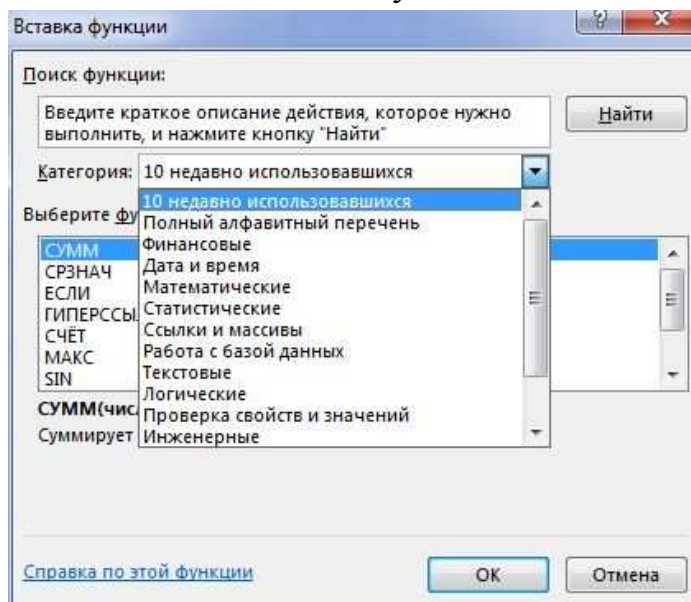 Вставка функции
Поиск функции:
Введите краткое описание действия, которое нужно
выполнить, и нажмите кнопку "Найти"
Найти
Категория: 10 недавно использовавшихся
10 недавно использовавшихся
Выберите фу
Полный алфавитный перечень
Финансовые
Дата и время
Математические
Статистические
Ссылки и массивы
Работа с базой данных
Текстовые
Логические
Проверка свойств и значений
Инженерные
СУММ
СРЗНАЧ
ЕСЛИ
ГИПЕРССЫ
СЧЁТ
МАКС
SIN
СУММ(чис
Суммирует
Справка по этой функции
ОК
Отмена